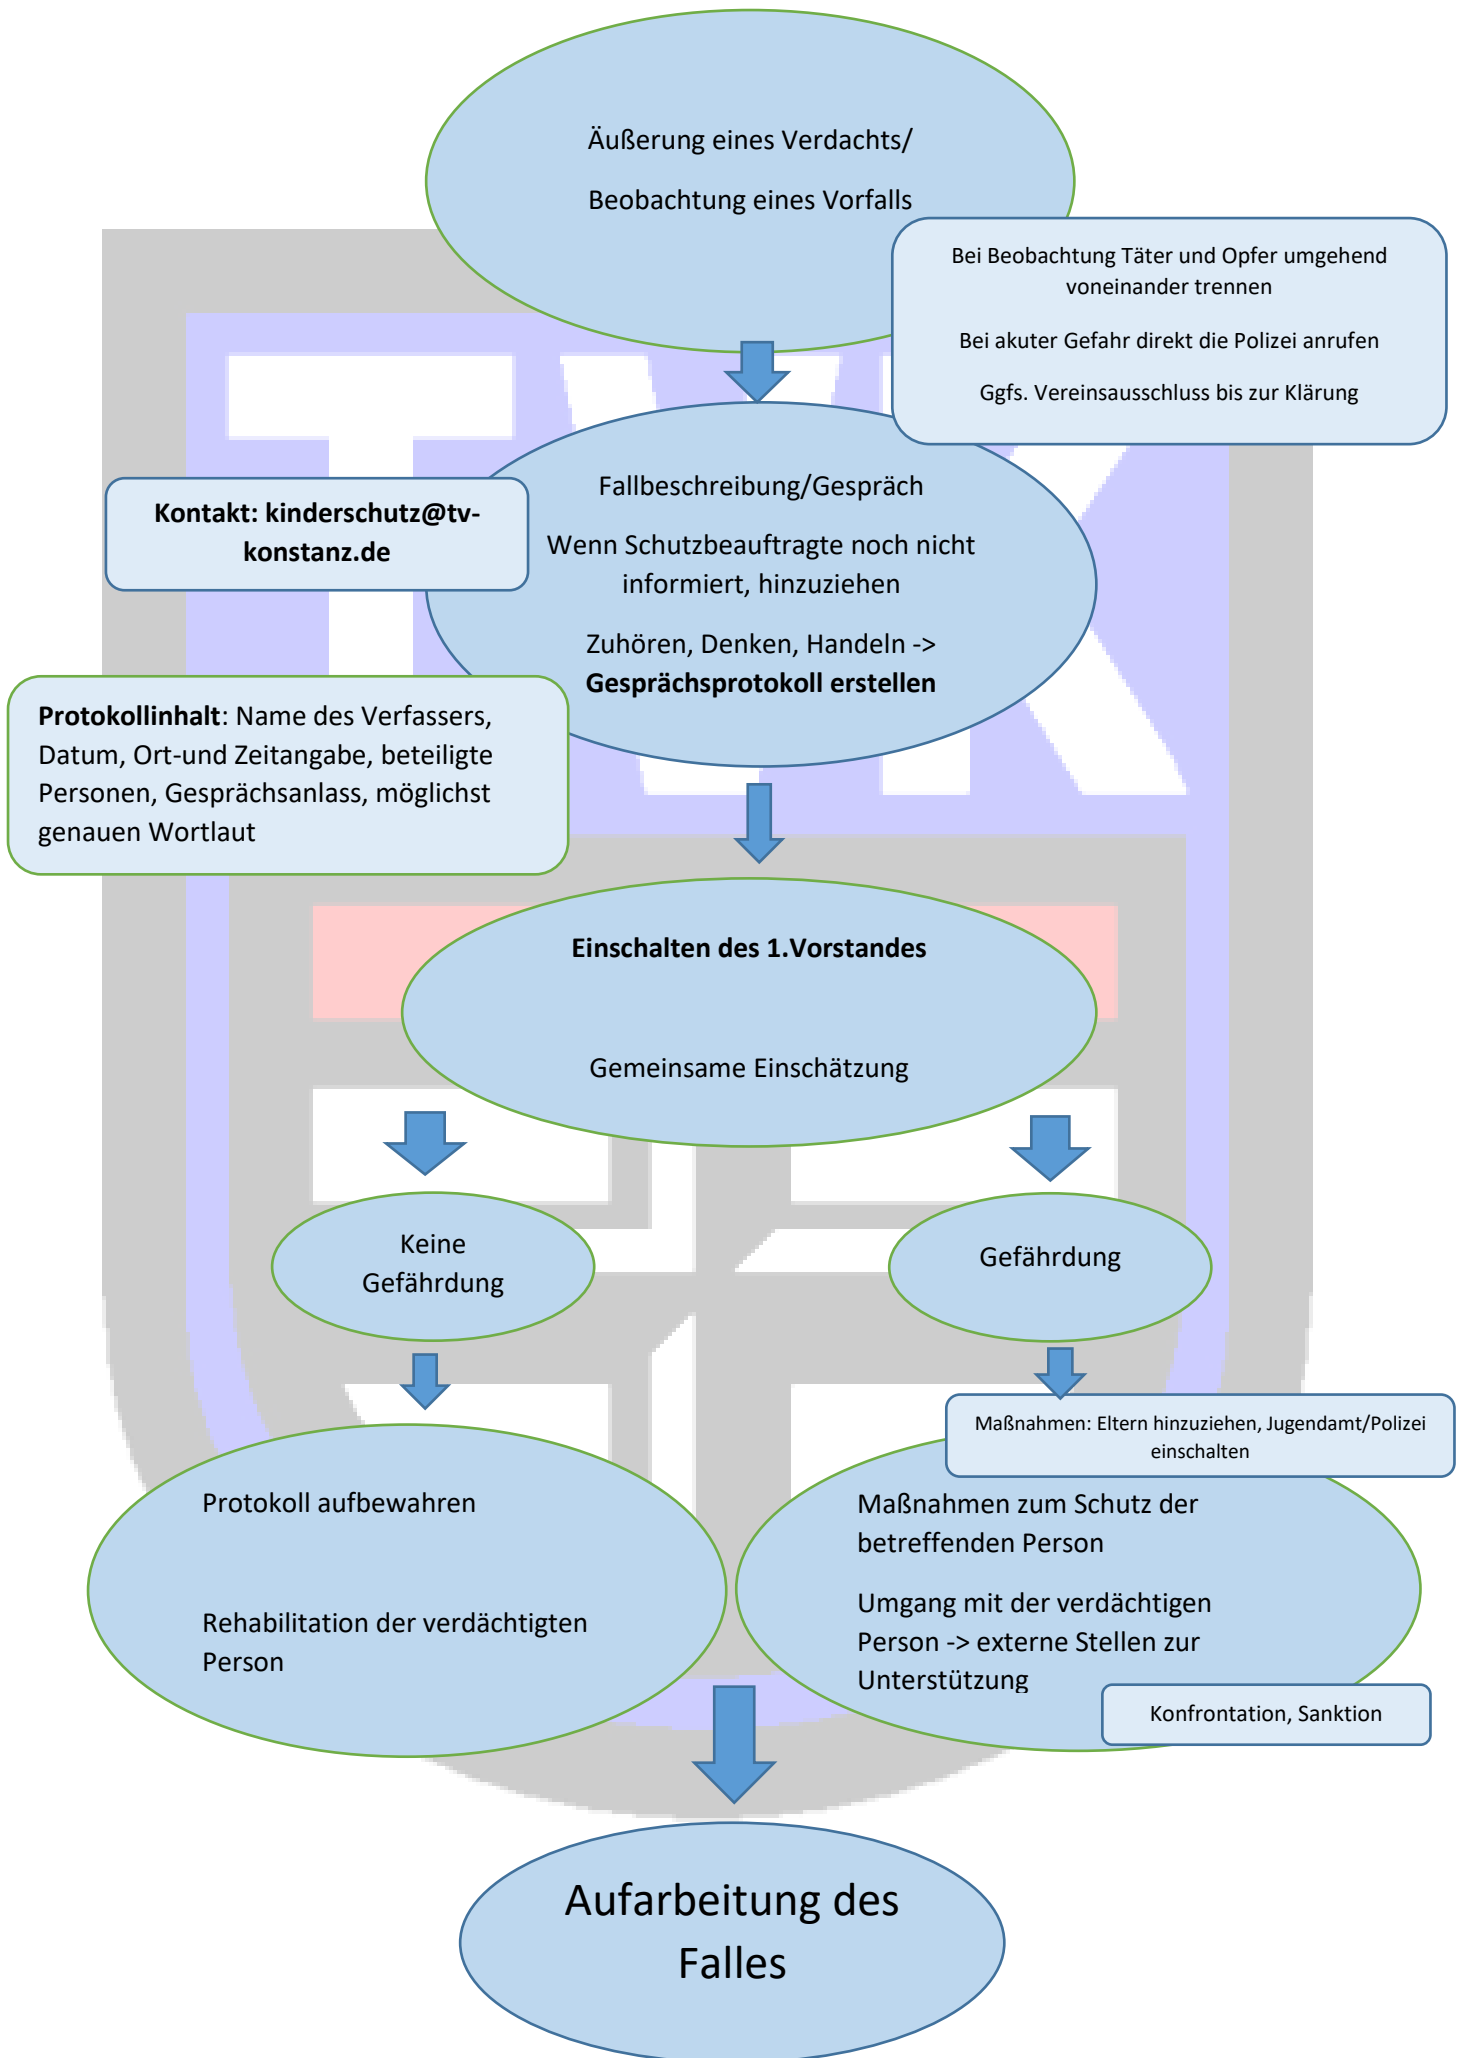 Äußerung eines Verdachts/
Beobachtung eines Vorfalls
Bei Beobachtung Täter und Opfer umgehend
voneinander trennen
Bei akuter Gefahr direkt die Polizei anrufen
Ggfs. Vereinsausschluss bis zur Klärung
Kontakt: kinderschutz@tv-
konstanz.de
Fallbeschreibung/Gespräch
Wenn Schutzbeauftragte noch nicht
informiert, hinzuziehen
Zuhören, Denken, Handeln ->
Gesprächsprotokoll erstellen
Protokollinhalt: Name des Verfassers,
Datum, Ort-und Zeitangabe, beteiligte
Personen, Gesprächsanlass, möglichst
genauen Wortlaut
Einschalten des 1.Vorstandes
Gemeinsame Einschätzung
Keine
Gefährdung
Gefährdung
Maßnahmen: Eltern hinzuziehen, Jugendamt/Polizei
einschalten
Protokoll aufbewahren
Rehabilitation der verdächtigten
Person
Maßnahmen zum Schutz der
betreffenden Person
Umgang mit der verdächtigen
Person -> externe Stellen zur
Unterstützung
Konfrontation, Sanktion
Aufarbeitung des
Falles